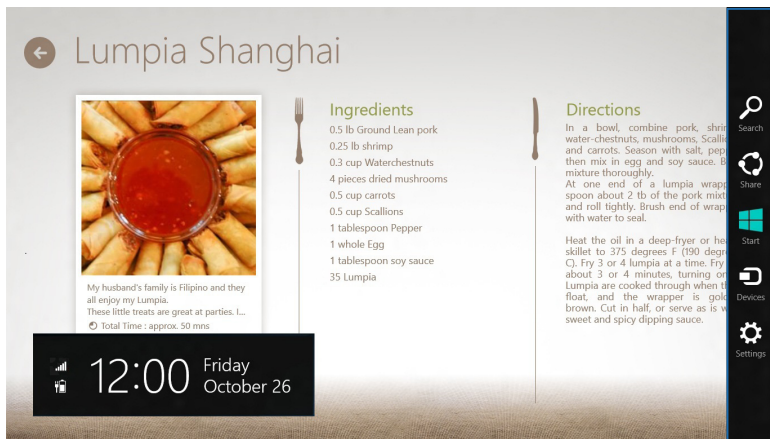 Lumpia Shanghai
My husband's family is Filipino and they
all enjoy my Lumpia.
These little treats are great at parties. I...
Total Time : approx. 50 mns
Ingredients
0.5 lb Ground Lean pork
0.25 lb shrimp
0.3 cup Waterchestnuts
4 pieces dried mushrooms
0.5 cup carrots
0.5 cup Scallions
1 tablespoon Pepper
1 whole Egg
1 tablespoon soy sauce
35 Lumpia
Directions
In a bowl, combine pork,
water-chestnuts, mushrooms,
and carrots. Season with salt,
then mix in egg and soy sauce.
mixture thoroughly.
At one end of a lumpia
spoon about 2 tb of the pork
and roll tightly. Brush end of
with water to seal.
Heat the oil in a deep-fryer or
skillet to 375 degrees F (190
C). Fry 3 or 4 lumpia at a time. Fry
about 3 or 4 minutes, turning
Lumpia are cooked through when
float, and the wrapper is
brown. Cut in half, or serve as is
sweet and spicy dipping sauce.
Search
Share
Start
Devices
Settings
12:00
Friday
October 26